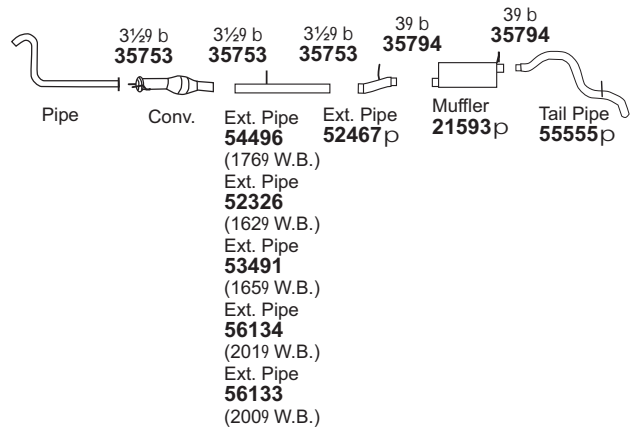 3½9 b 3½9 b 3½9 b 39 b 39 b
35753 35753 35753 35794 35794
Pipe Conv. Ext. Pipe Ext. Pipe Muffler Tail Pipe
54496 52467p 21593p 55555p
(1769 W.B.)
Ext. Pipe
52326
(1629 W.B.)
Ext. Pipe
53491
(1659 W.B.)
Ext. Pipe
56134
(2019 W.B.)
Ext. Pipe
56133
(2009 W.B.)